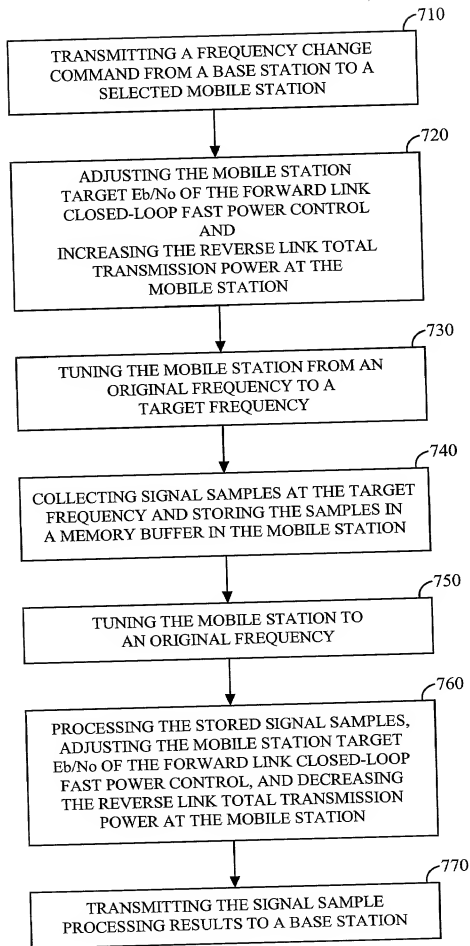 710
TRANSMITTING A FREQUENCY CHANGE
COMMAND FROM A BASE STATION TO A
SELECTED MOBILE STATION
720
ADJUSTING THE MOBILE STATION
TARGET Eb/No OF THE FORWARD LINK
CLOSED-LOOP FAST POWER CONTROL
AND
INCREASING THE REVERSE LINK TOTAL
TRANSMISSION POWER AT THE
MOBILE STATION
730
TUNING THE MOBILE STATION FROM AN
ORIGINAL FREQUENCY TO A
TARGET FREQUENCY
740
COLLECTING SIGNAL SAMPLES AT THE TARGET
FREQUENCY AND STORING THE SAMPLES IN
A MEMORY BUFFER IN THE MOBILE STATION
750
TUNING THE MOBILE STATION TO
AN ORIGINAL FREQUENCY
760
PROCESSING THE STORED SIGNAL SAMPLES,
ADJUSTING THE MOBILE STATION TARGET
Eb/No OF THE FORWARD LINK CLOSED-LOOP
FAST POWER CONTROL, AND DECREASING
THE REVERSE LINK TOTAL TRANSMISSION
POWER AT THE MOBILE STATION
770
TRANSMITTING THE SIGNAL SAMPLE
PROCESSING RESULTS TO A BASE STATION